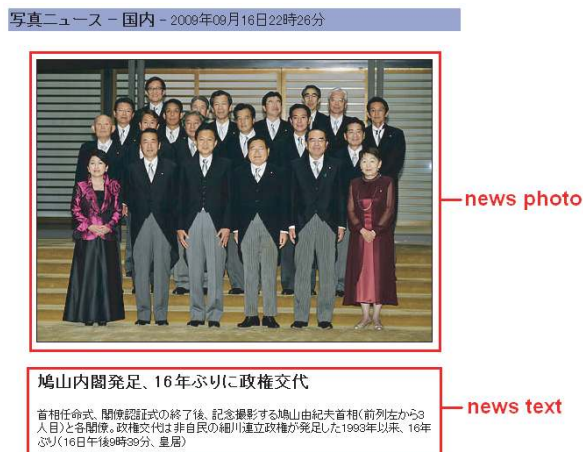 写真ニュース - 国内 - 2009年09月16日22時26分
news photo
鳩山内閣発足、16年ぶりに政権交代
首相任命式、閣僚認証式の終了後、記念撮影する鳩山由紀夫首相(前列左から3
人目)と各閣僚。政権交代は非自民の細川連立政権が発足した1993年以来、16年
ぶり(16日午後9時39分、皇居)
news text